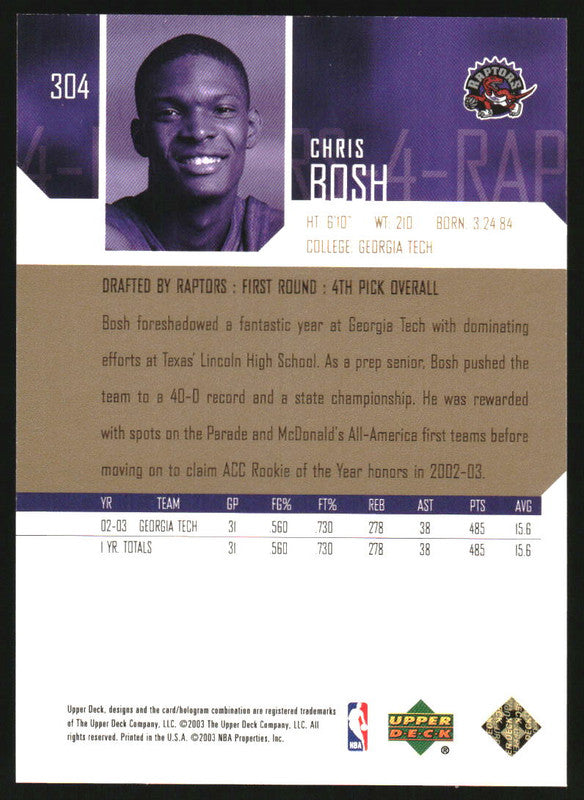 304
RAPTORS
4-RAP
CHRIS
BOSH
HT: 6'10" WT: 210 BORN: 3.24.84
COLLEGE: GEORGIA TECH
DRAFTED BY RAPTORS : FIRST ROUND : 4TH PICK OVERALL
Bosh foreshadowed a fantastic year at Georgia Tech with dominating
efforts at Texas' Lincoln High School. As a prep senior, Bosh pushed the
team to a 40-0 record and a state championship. He was rewarded
with spots on the Parade and McDonald's All-America first teams before
moving on to claim ACC Rookie of the Year honors in 2002-03.
YR TEAM GP FG% FT% REB AST PTS AVG
02-03 GEORGIA TECH 31 .560 .730 278 38 485 15.6
1 YR. TOTALS 31 .560 .730 278 38 485 15.6
Upper Deck, designs and the card/hologram combination are registered trademarks
of The Upper Deck Company, LLC. ©2003 The Upper Deck Company, LLC. All
rights reserved. Printed in the U.S.A. ©2003 NBA Properties, Inc.
NBA
UPPER
DECK
®